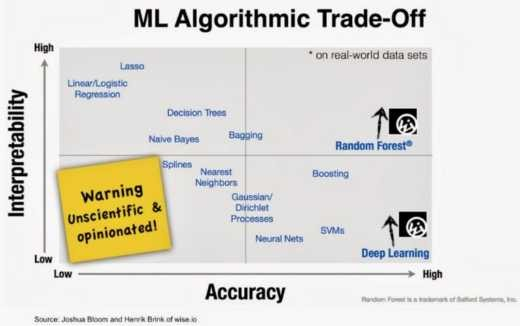 ML Algorithmic Trade-Off
High
* on real-world data sets
Lasso
Linear/Logistic
Regression
Decision Trees
Naive Bayes
Bagging
Random Forest®
Interpretability
Splines
Nearest
Neighbors
Boosting
Warning
Unscientific &
opinionated!
Gaussian/
Dirichlet
Processes
Neural Nets
SVMs
Deep Learning
Low
Low
High
Accuracy
Random Forest is a trademark of Salford Systems, Inc.
Source: Joshua Bloom and Henrik Brink of wise.io